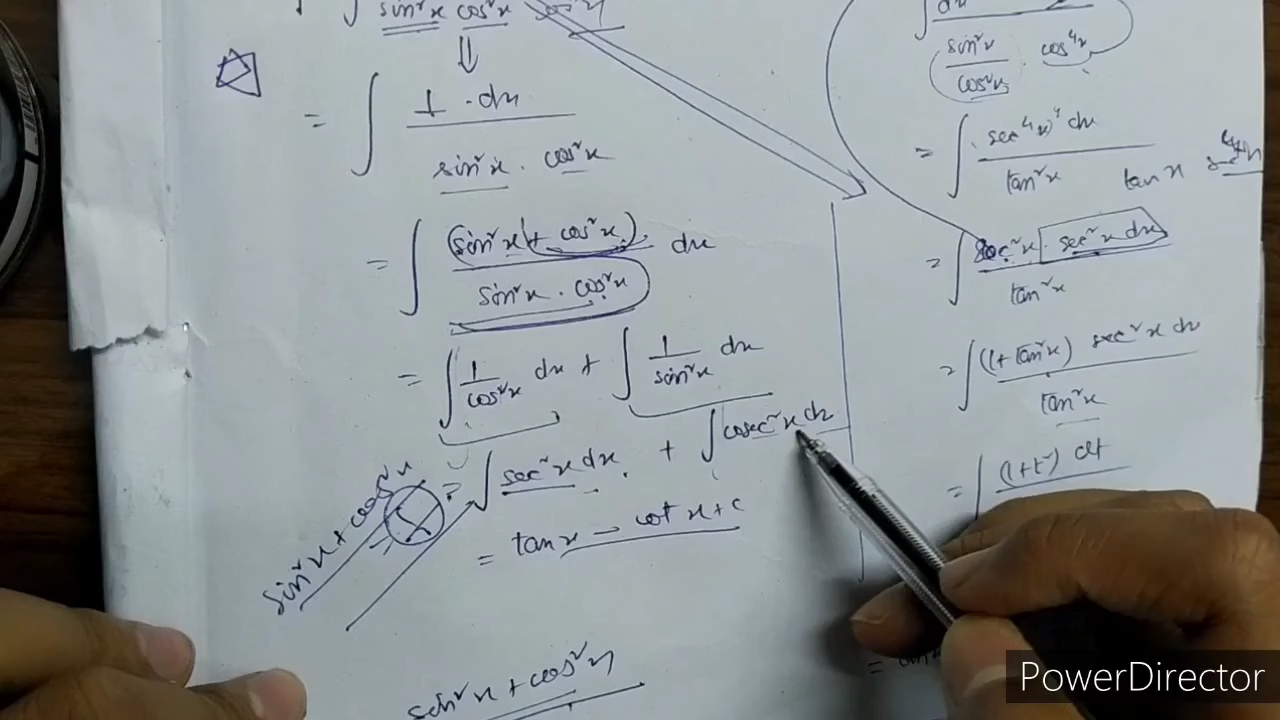 ∫ sin²x cos²x
= ∫ 1 · dx / sin²x · cos²x
= ∫ (sin²x + cos²x) dx / sin²x · cos²x
= ∫ 1/cos²x dx + ∫ 1/sin²x dx
= ∫ sec²x dx + ∫ cosec²x dx
= tan x – cot x + c
sin²x + cos²x
sin²x + cos²x
∫ dx / sin²x/cos²x · cos⁴x
= ∫ sec⁴x dx / tan²x
tan x
= ∫ sec²x · sec²x dx / tan²x
= ∫ (1 + tan²x) sec²x dx / tan²x
= ∫ (1+t²) dt
=
PowerDirector